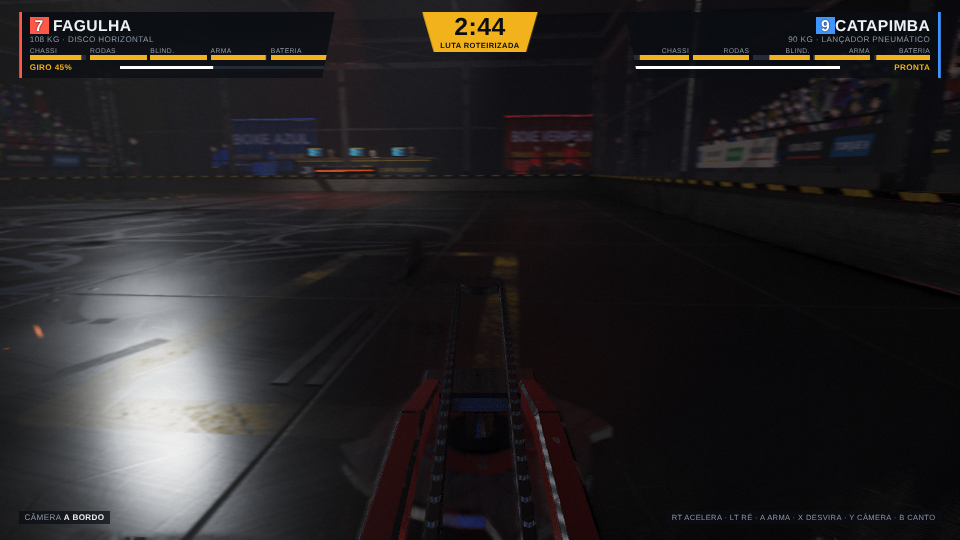 7 FAGULHA
108 KG · DISCO HORIZONTAL
CHASSI RODAS BLIND. ARMA BATERIA
GIRO 45%
2:44
LUTA ROTEIRIZADA
9 CATAPIMBA
90 KG · LANÇADOR PNEUMÁTICO
CHASSI RODAS BLIND. ARMA BATERIA
PRONTA
BOXE AZUL
BOXE VERMELH
CÂMERA A BORDO
RT ACELERA · LT RÉ · A ARMA · X DESVIRA · Y CÂMERA · B CANTO